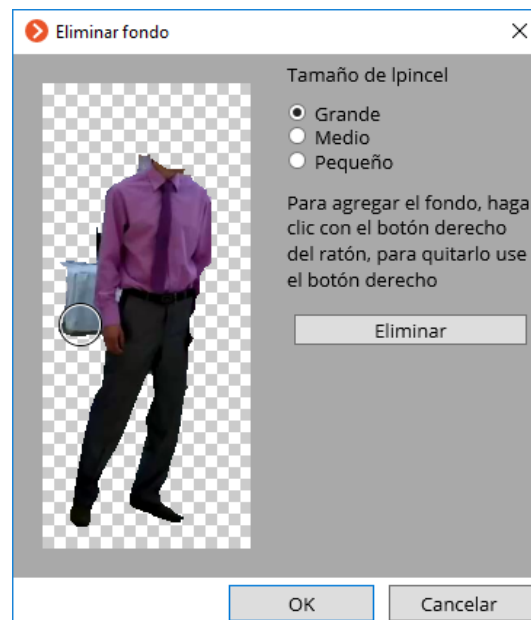 Eliminar fondo
Tamaño de lpincel
Grande
Medio
Pequeño
Para agregar el fondo, haga
clic con el botón derecho
del ratón, para quitarlo use
el botón derecho
Eliminar
OK
Cancelar